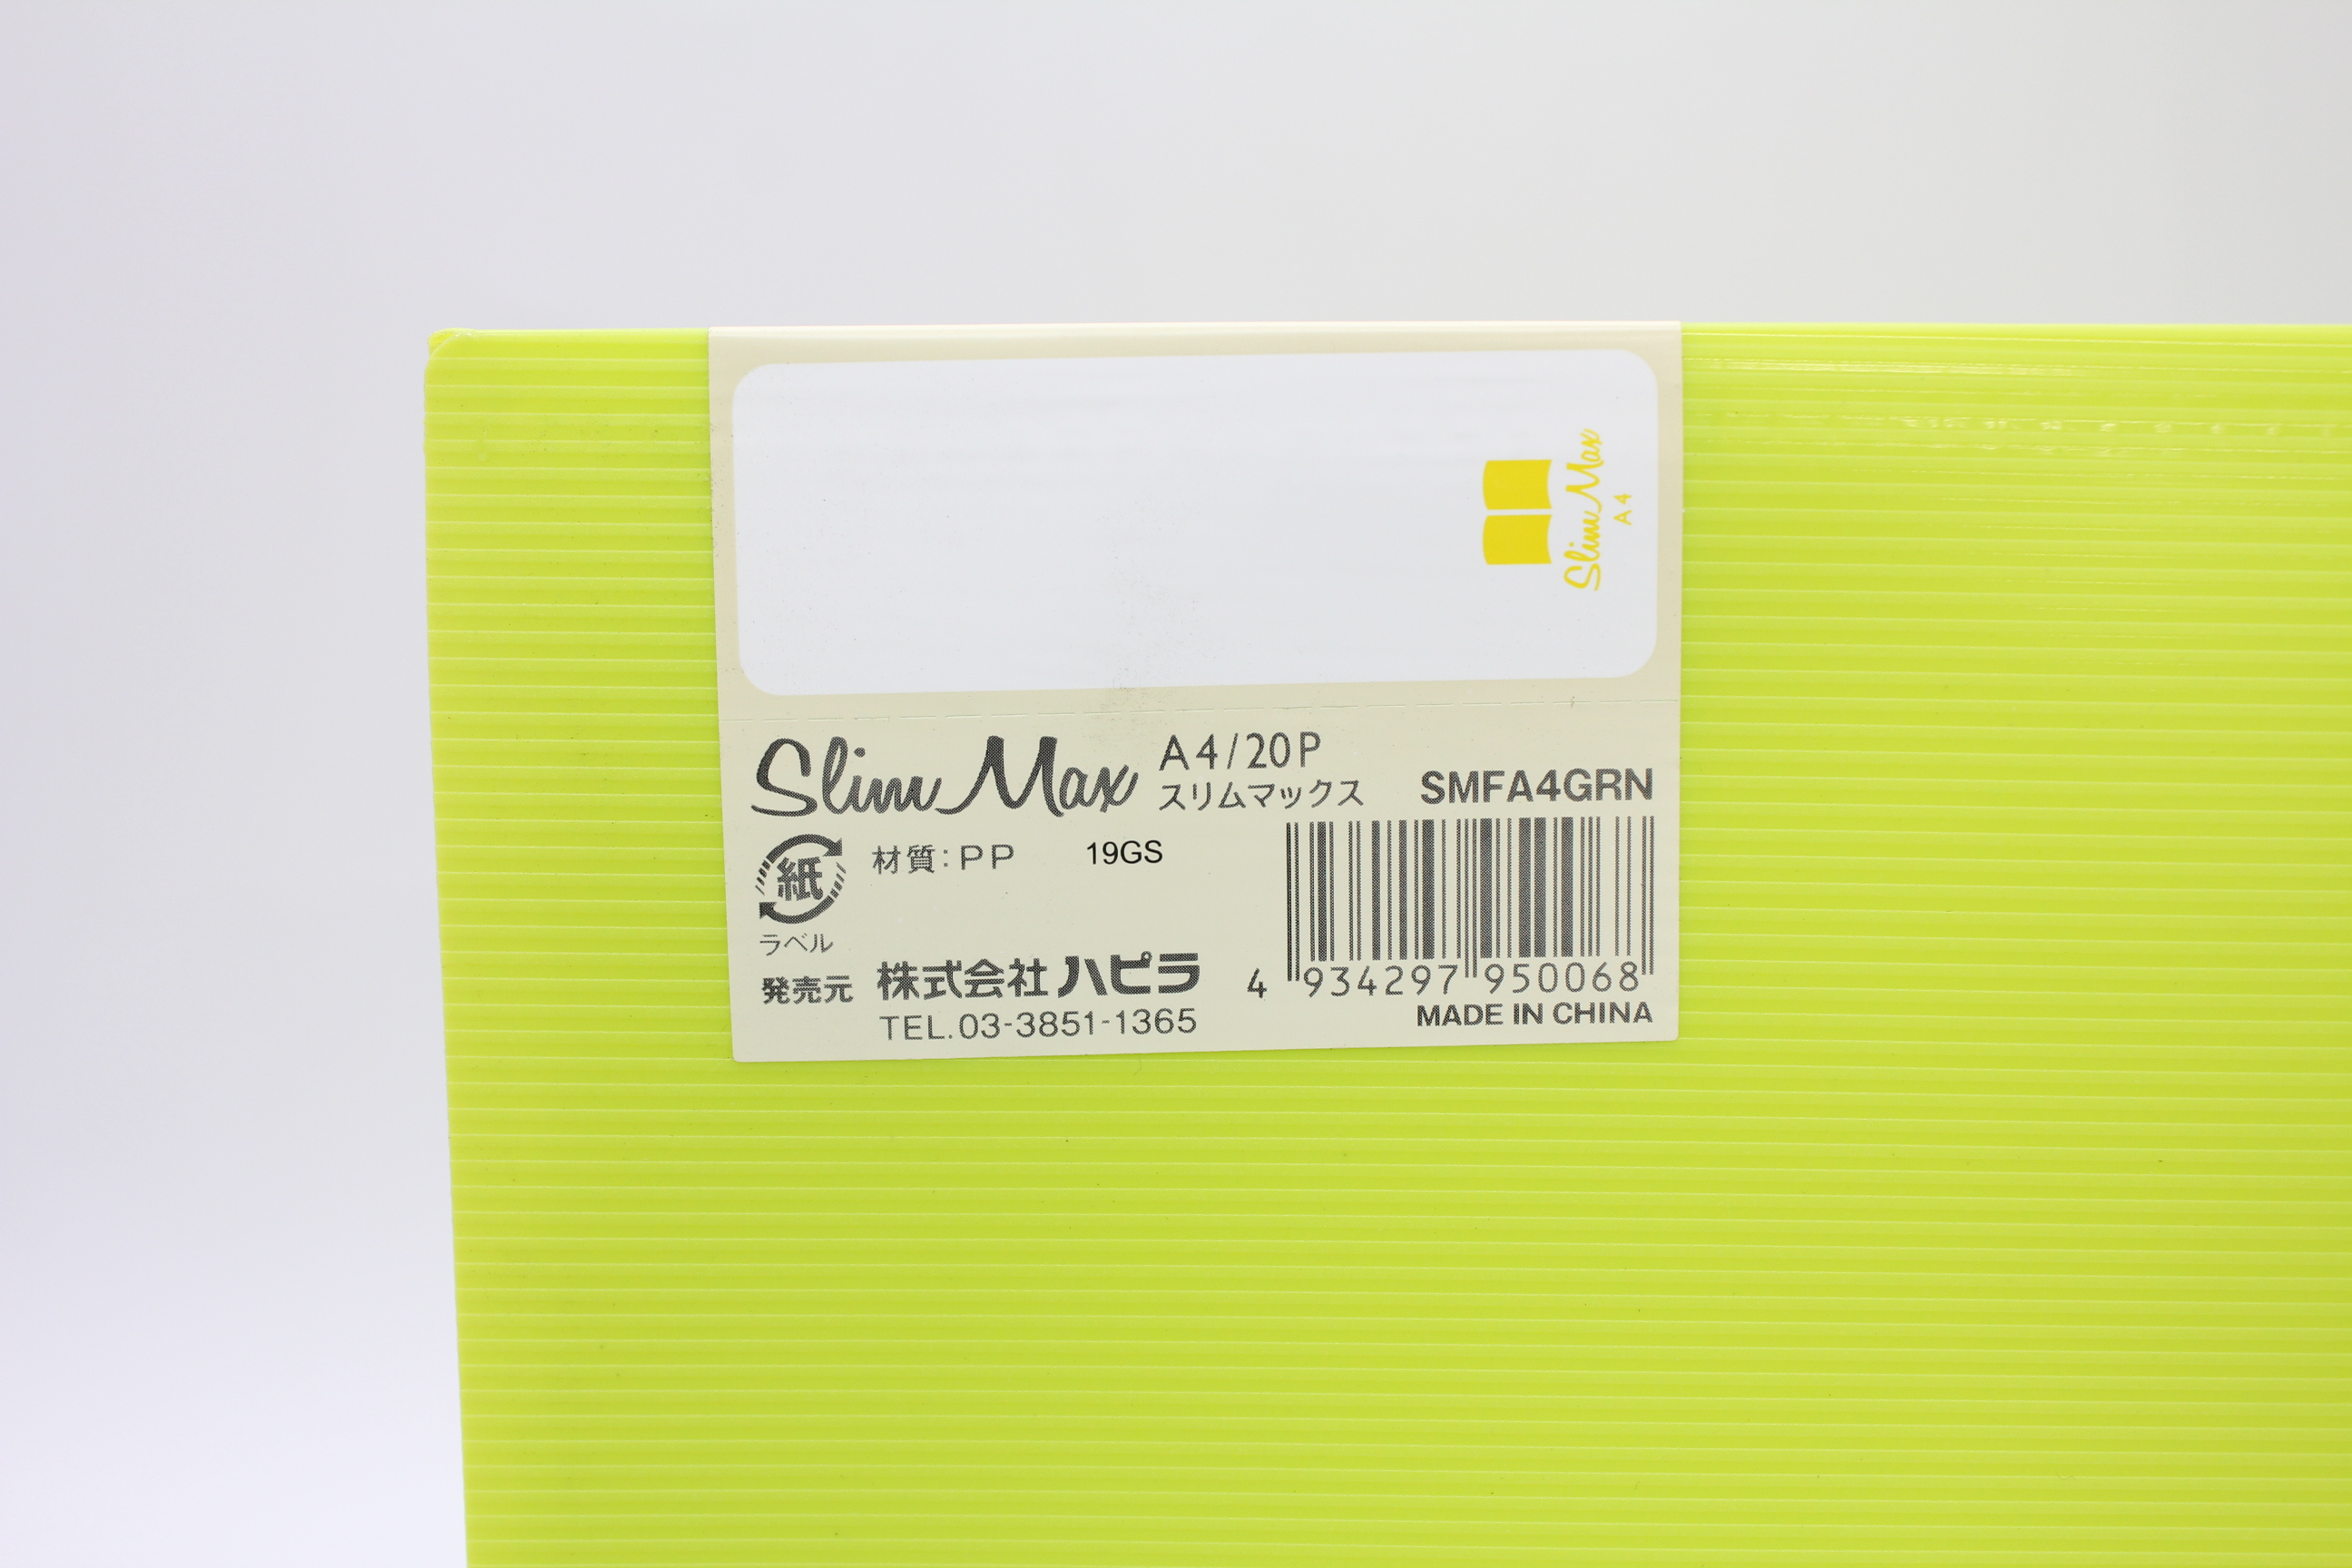 Slim Max
A4
Slim Max A4/20P
スリムマックス
SMFA4GRN
紙
ラベル
材質：PP 19GS
発売元 株式会社ハピラ
TEL.03-3851-1365
4 934297 950068
MADE IN CHINA